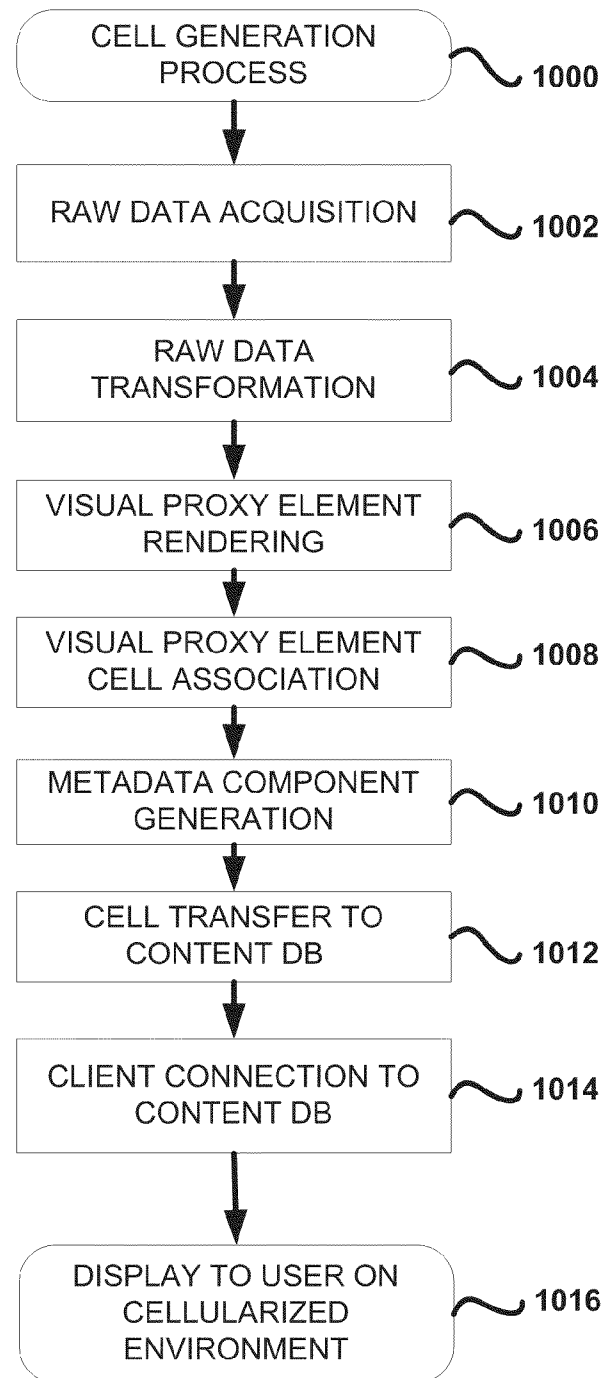 CELL GENERATION
PROCESS
1000
RAW DATA ACQUISITION
1002
RAW DATA
TRANSFORMATION
1004
VISUAL PROXY ELEMENT
RENDERING
1006
VISUAL PROXY ELEMENT
CELL ASSOCIATION
1008
METADATA COMPONENT
GENERATION
1010
CELL TRANSFER TO
CONTENT DB
1012
CLIENT CONNECTION TO
CONTENT DB
1014
DISPLAY TO USER ON
CELLULARIZED
ENVIRONMENT
1016